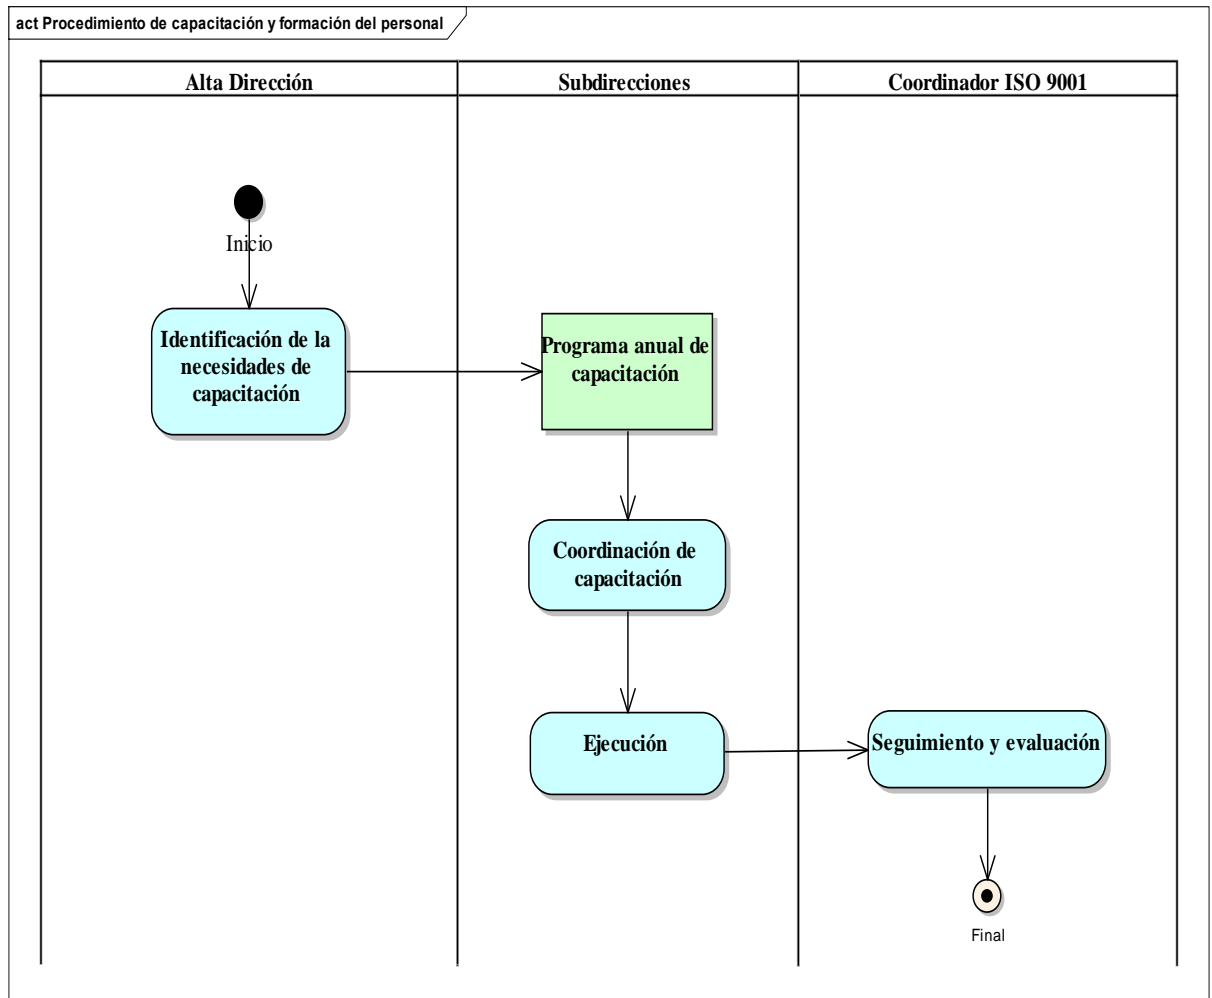 act Procedimiento de capacitación y formación del personal
Alta Dirección
Subdirecciones
Coordinador ISO 9001
Inicio
Identificación de la
necesidades de
capacitación
Programa anual de
capacitación
Coordinación de
capacitación
Ejecución
Seguimiento y evaluación
Final